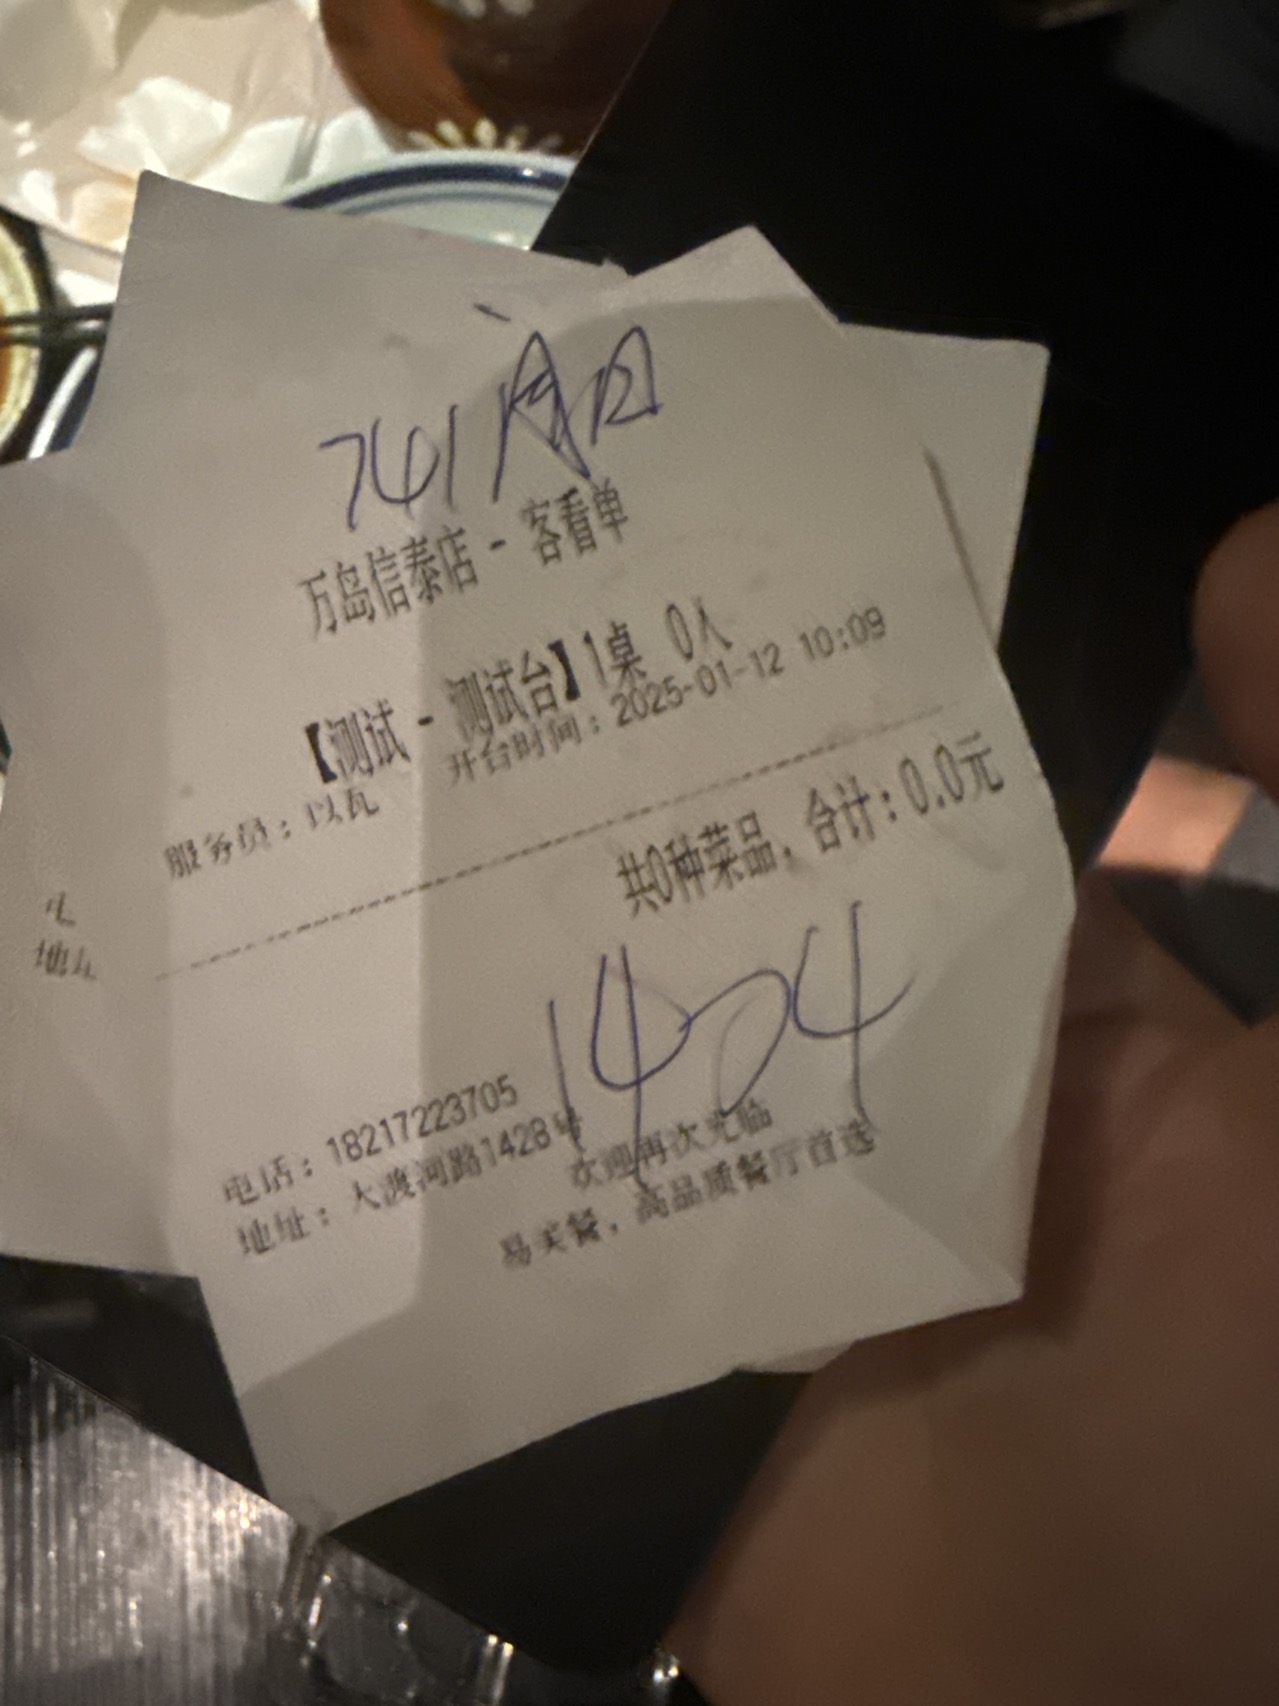 741
万岛信泰店 - 客看单
【测试 - 测试台】1桌 0人
开台时间：2025-01-12 10:09
服务员：以瓦
共0种菜品，合计：0.0元
1404
电话：18217223705
地址：大渡河路1428号
欢迎再次光临
易买餐，高品质餐厅首选
地址